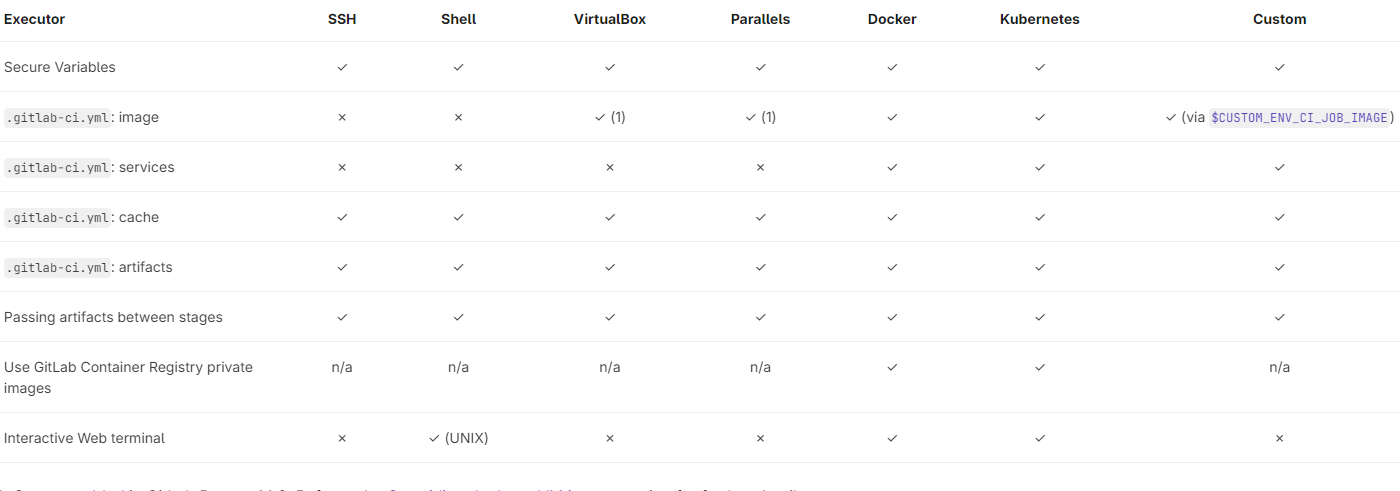 Executor SSH Shell VirtualBox Parallels Docker Kubernetes Custom
Secure Variables ✓ ✓ ✓ ✓ ✓ ✓ ✓
.gitlab-ci.yml: image × × ✓ (1) ✓ (1) ✓ ✓ ✓ (via $CUSTOM_ENV_CI_JOB_IMAGE)
.gitlab-ci.yml: services × × × × ✓ ✓ ✓
.gitlab-ci.yml: cache ✓ ✓ ✓ ✓ ✓ ✓ ✓
.gitlab-ci.yml: artifacts ✓ ✓ ✓ ✓ ✓ ✓ ✓
Passing artifacts between stages ✓ ✓ ✓ ✓ ✓ ✓ ✓
Use GitLab Container Registry private n/a n/a n/a n/a ✓ ✓ n/a
images
Interactive Web terminal × ✓ (UNIX) × × ✓ ✓ ×